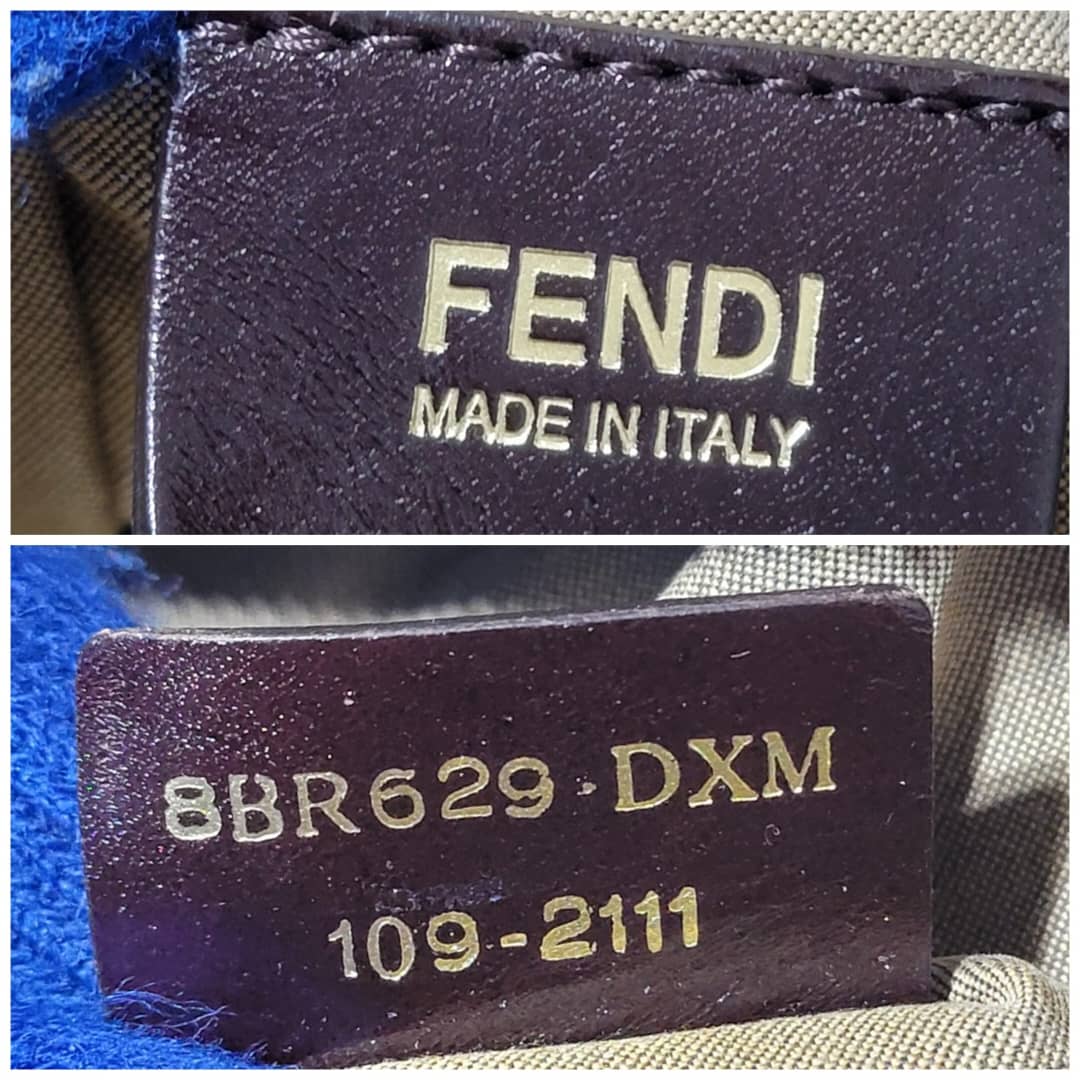 FENDI
MADE IN ITALY
8BR629-DXM
109-2111